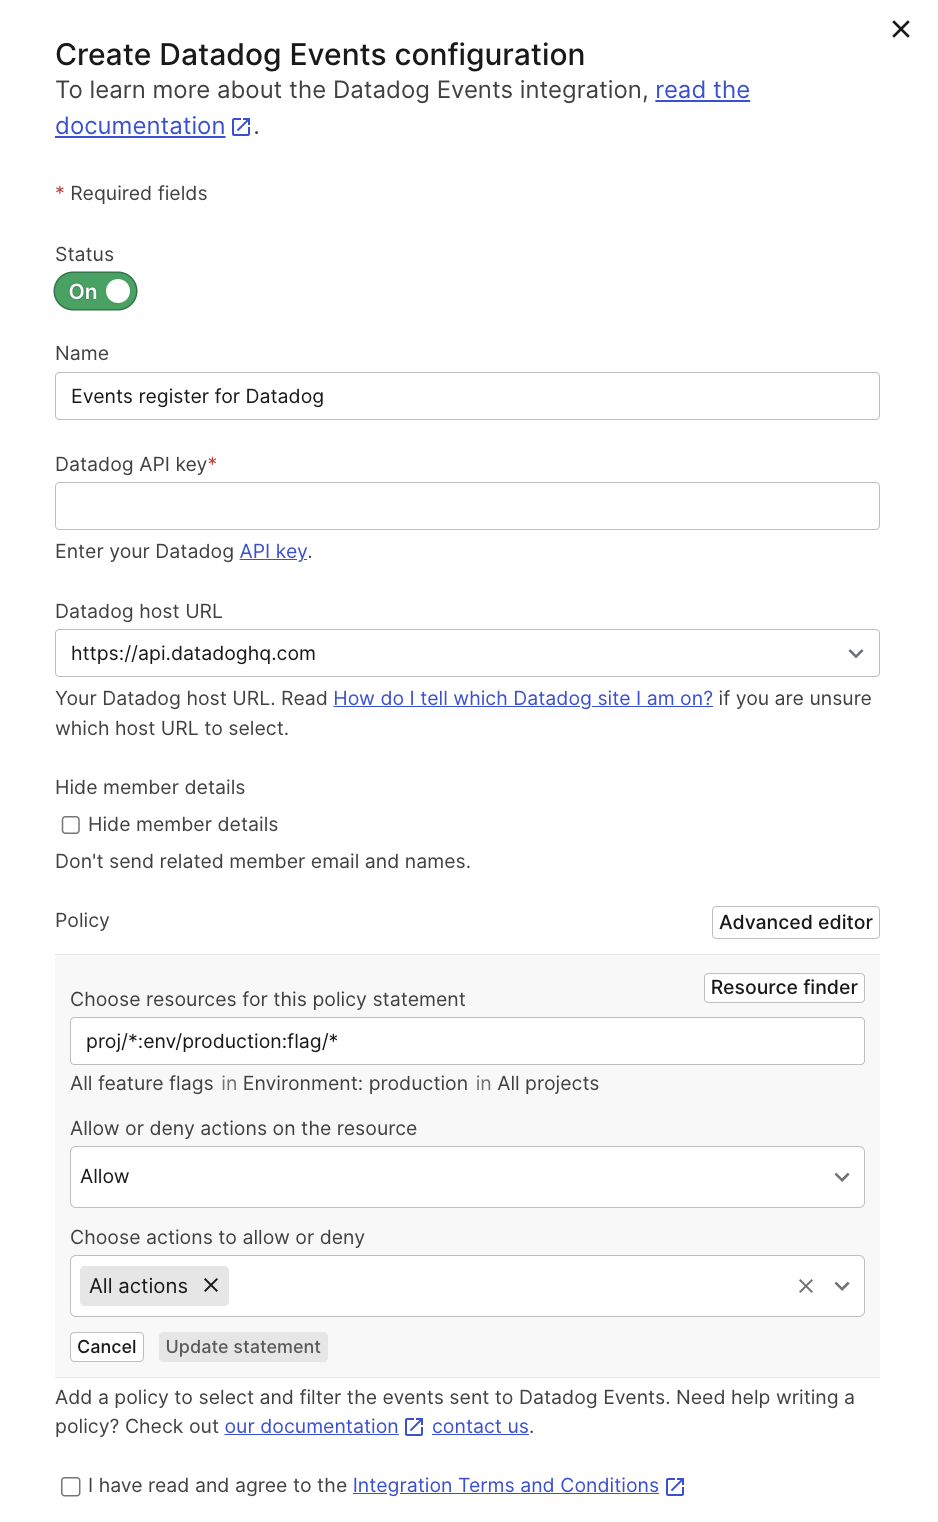 Create Datadog Events configuration
To learn more about the Datadog Events integration, read the
documentation.
* Required fields
Status
On
Name
Events register for Datadog
Datadog API key*
Enter your Datadog API key.
Datadog host URL
https://api.datadoghq.com
Your Datadog host URL. Read How do I tell which Datadog site I am on? if you are unsure
which host URL to select.
Hide member details
Hide member details
Don't send related member email and names.
Policy
Advanced editor
Resource finder
Choose resources for this policy statement
proj/*:env/production:flag/*
All feature flags in Environment: production in All projects
Allow or deny actions on the resource
Allow
Choose actions to allow or deny
All actions
Cancel Update statement
Add a policy to select and filter the events sent to Datadog Events. Need help writing a
policy? Check out our documentation contact us.
I have read and agree to the Integration Terms and Conditions